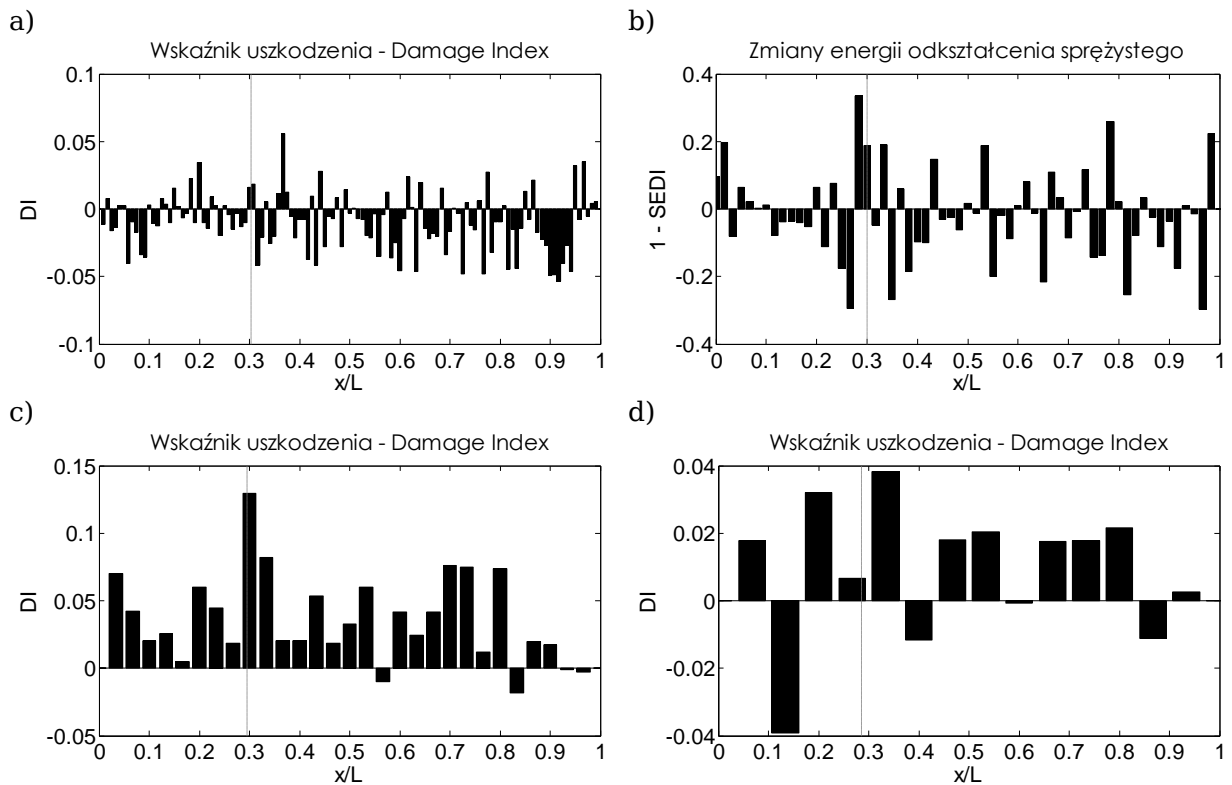 a)
Wskaźnik uszkodzenia - Damage Index
0.1
0.05
0
-0.05
-0.1
DI
0 0.1 0.2 0.3 0.4 0.5 0.6 0.7 0.8 0.9 1
x/L
b)
Zmiany energii odkształcenia sprężystego
0.4
0.2
0
-0.2
-0.4
1 - SEDI
0 0.1 0.2 0.3 0.4 0.5 0.6 0.7 0.8 0.9 1
x/L
c)
Wskaźnik uszkodzenia - Damage Index
0.15
0.1
0.05
0
-0.05
DI
0 0.1 0.2 0.3 0.4 0.5 0.6 0.7 0.8 0.9 1
x/L
d)
Wskaźnik uszkodzenia - Damage Index
0.04
0.02
0
-0.02
-0.04
DI
0 0.1 0.2 0.3 0.4 0.5 0.6 0.7 0.8 0.9 1
x/L